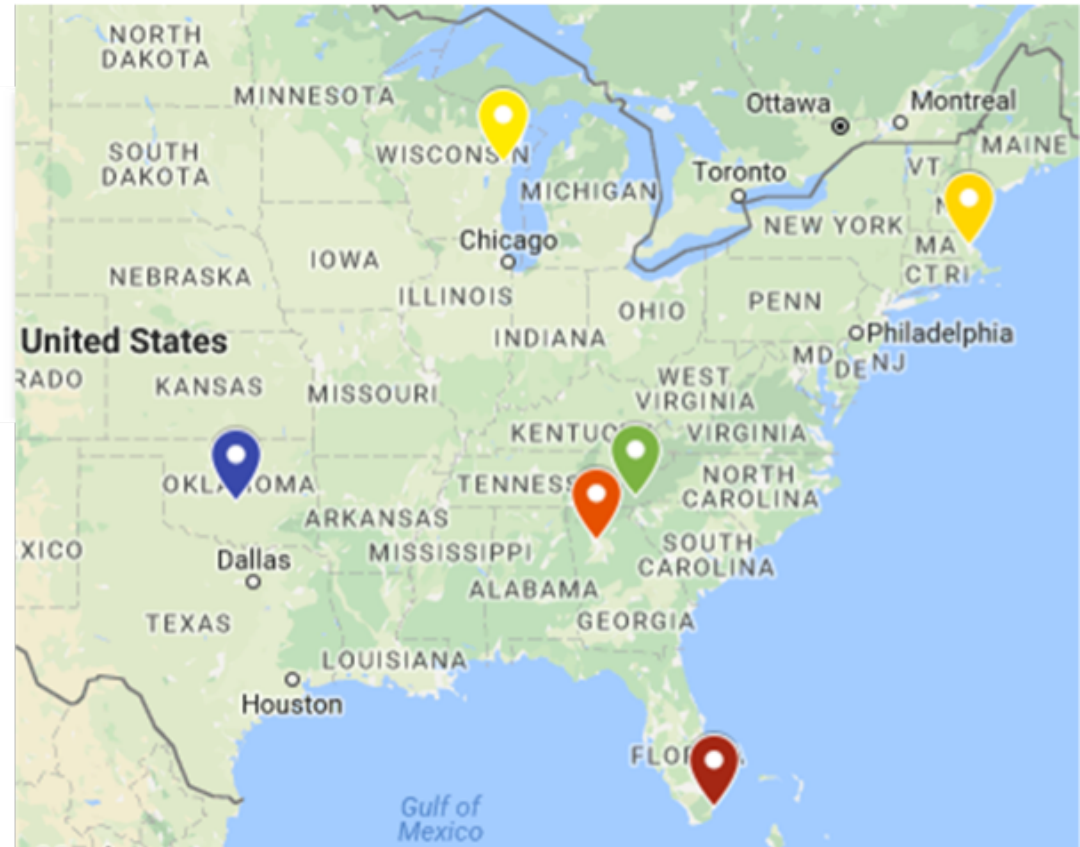 NORTH
DAKOTA
MINNESOTA
Ottawa
Montreal
MAINE
SOUTH
DAKOTA
WISCONSIN
VT
MICHIGAN
Toronto
NEW YORK
Chicago
MA
IOWA
NEBRASKA
CT RI
ILLINOIS
OHIO
PENN
INDIANA
Philadelphia
United States
MD
DE
NJ
RADO
KANSAS
MISSOURI
WEST
VIRGINIA
KENTUC
VIRGINIA
OKLAHOMA
TENNESS
NORTH
CAROLINA
ARKANSAS
XICO
MISSISSIPPI
SOUTH
CAROLINA
Dallas
ALABAMA
TEXAS
GEORGIA
LOUISIANA
Houston
FLORIDA
Gulf of
Mexico